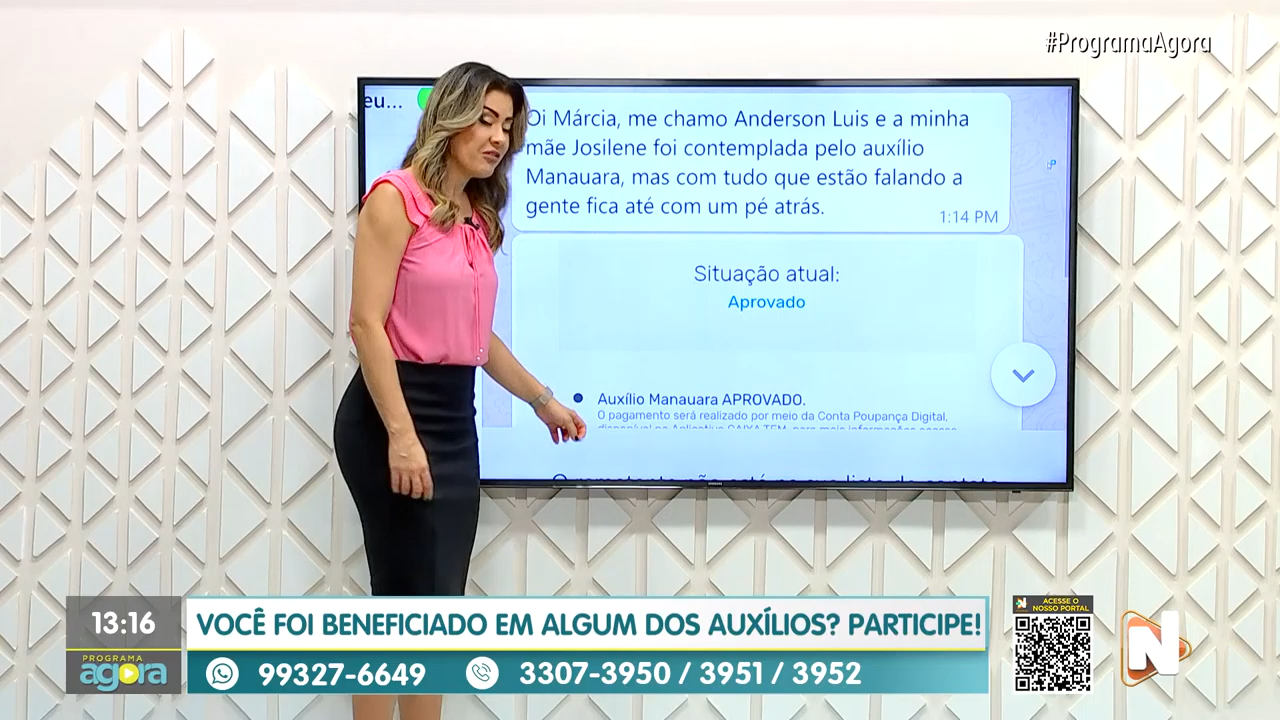 #ProgramaAgora
eu...
Oi Márcia, me chamo Anderson Luis e a minha
mãe Josilene foi contemplada pelo auxílio
Manauara, mas com tudo que estão falando a
gente fica até com um pé atrás.
1:14 PM
Situação atual:
Aprovado
Auxílio Manauara APROVADO.
O pagamento será realizado por meio da Conta Poupança Digital,
13:16
VOCÊ FOI BENEFICIADO EM ALGUM DOS AUXÍLIOS? PARTICIPE!
PROGRAMA
agora
99327-6649
3307-3950 / 3951 / 3952
ACESSE O
NOSSO PORTAL
N